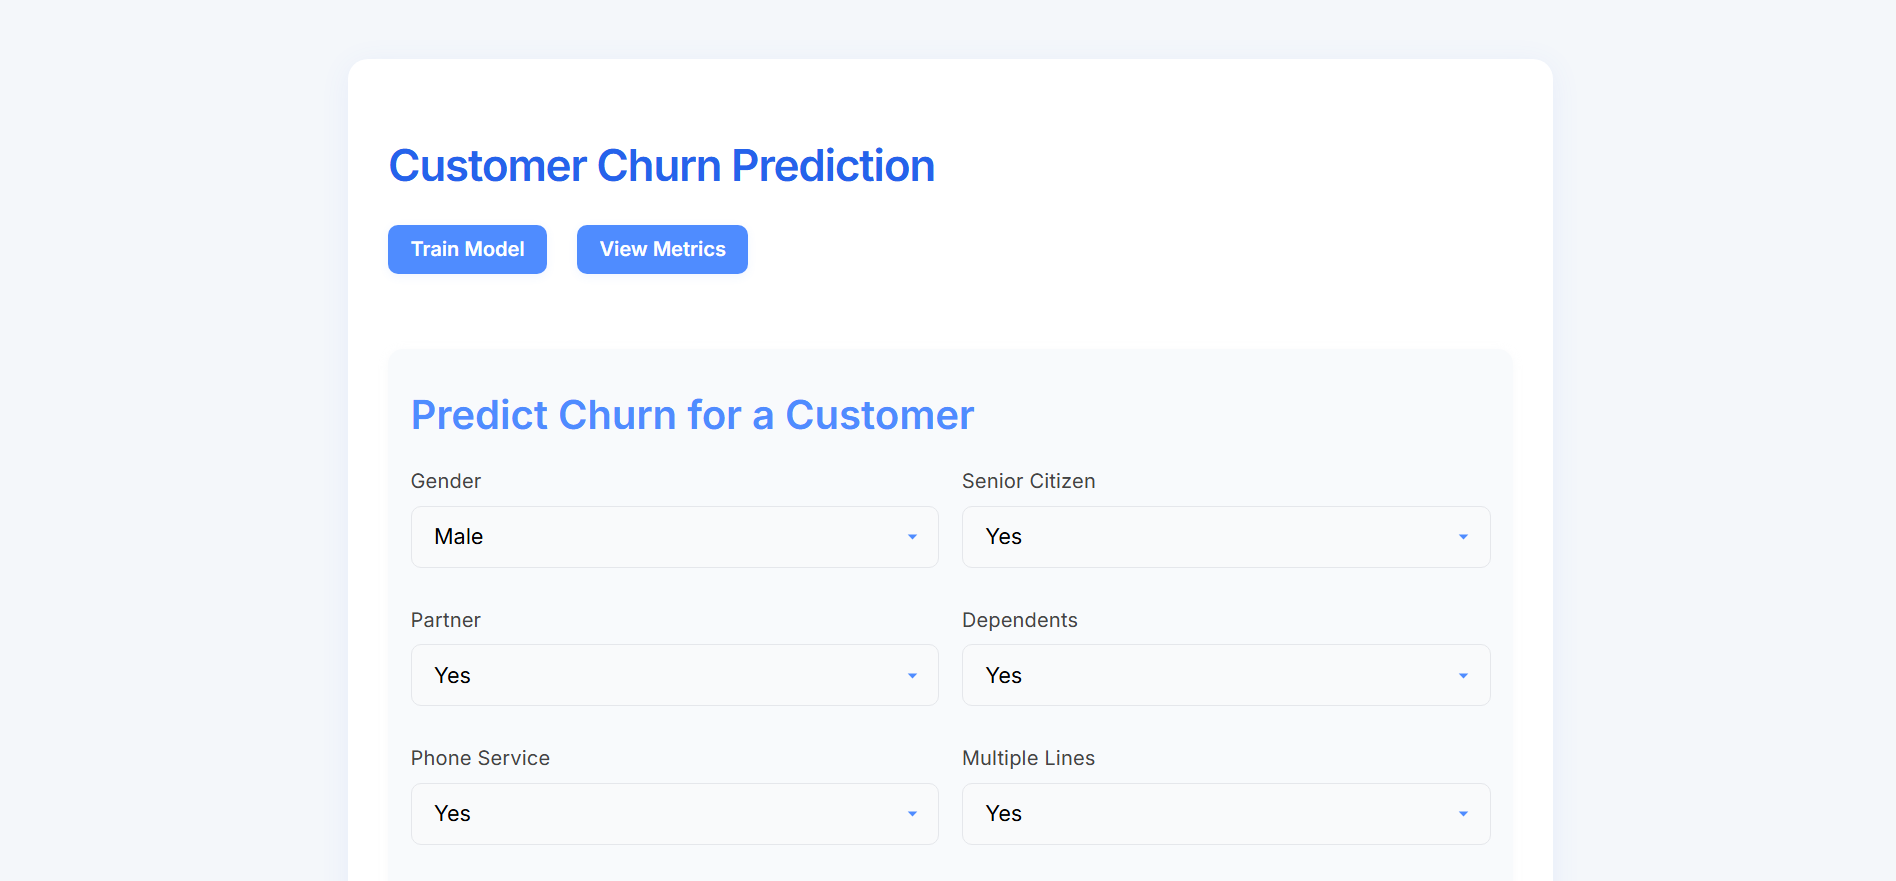 Customer Churn Prediction
Train Model View Metrics
Predict Churn for a Customer
Gender Senior Citizen
Male Yes
Partner Dependents
Yes Yes
Phone Service Multiple Lines
Yes Yes